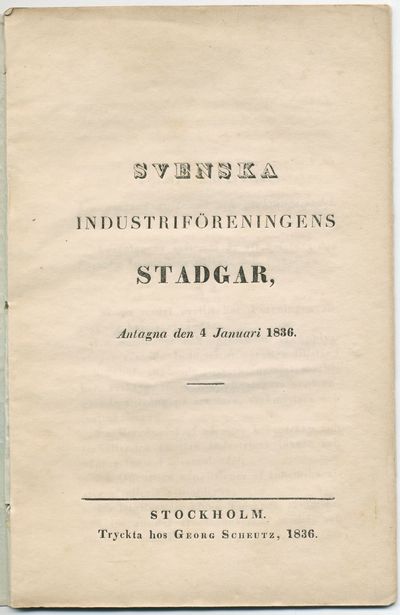 SVENSKA
INDUSTRIFÖRENINGENS
STADGAR,
Antagna den 4 Januari 1836.
STOCKHOLM.
Tryckta hos GEORG SCHEUTZ, 1836.